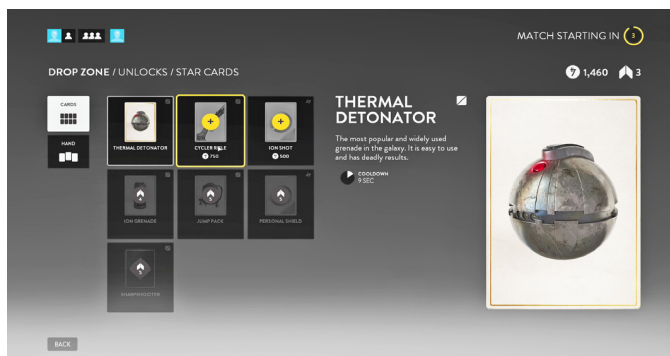 MATCH STARTING IN 3
DROP ZONE / UNLOCKS / STAR CARDS
1,460 3
CARDS
HAND
THERMAL DETONATOR
CYCLER RIFLE
750
ION SHOT
500
ION GRENADE
JUMP PACK
PERSONAL SHIELD
SHARPSHOOTER
THERMAL
DETONATOR
The most popular and widely used
grenade in the galaxy. It is easy to use
and has deadly results.
COOLDOWN
9 SEC
BACK